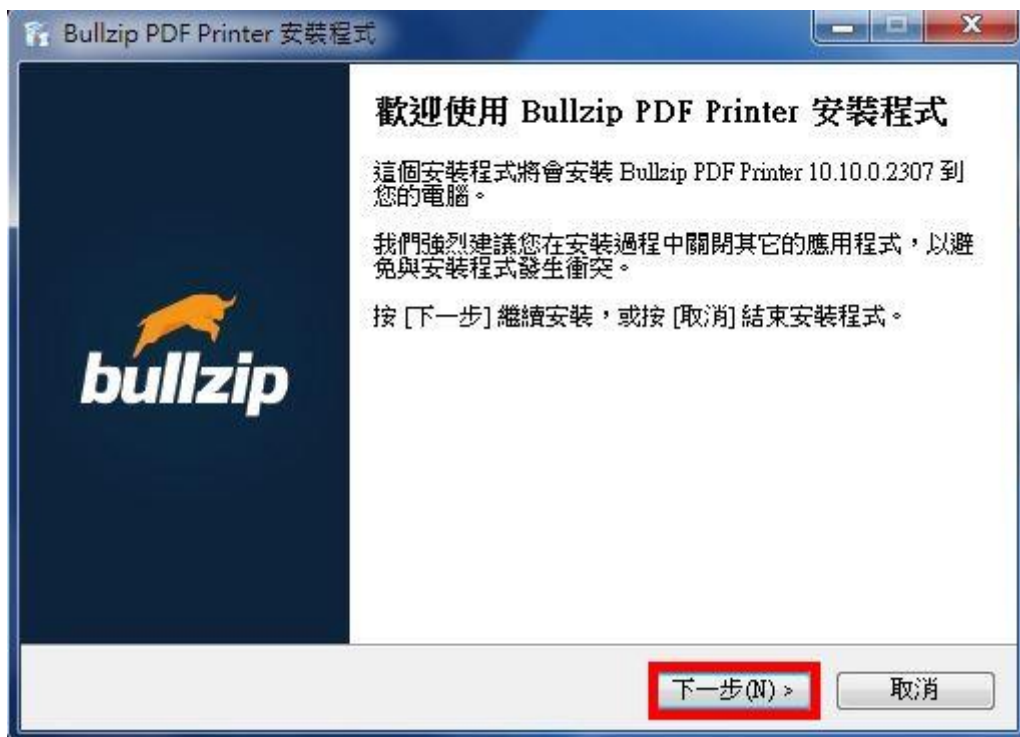 Bullzip PDF Printer 安裝程式
歡迎使用 Bullzip PDF Printer 安裝程式
這個安裝程式將會安裝 Bullzip PDF Printer 10.10.0.2307 到
您的電腦。
我們強烈建議您在安裝過程中關閉其它的應用程式，以避
免與安裝程式發生衝突。
按 [下一步] 繼續安裝，或按 [取消] 結束安裝程式。
bullzip
下一步(N) >
取消